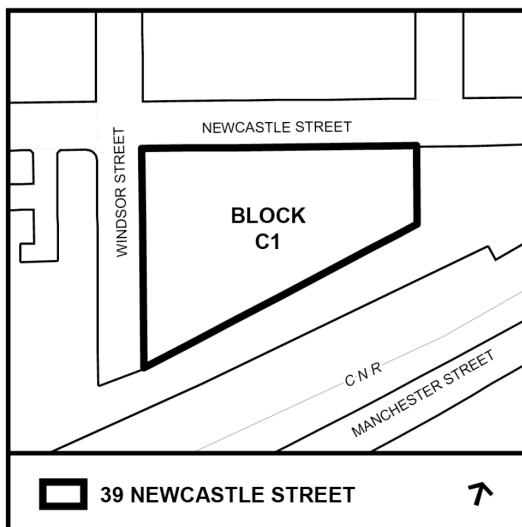 NEWCASTLE STREET
WINDSOR STREET
BLOCK
C1
C N R
MANCHESTER STREET
39 NEWCASTLE STREET